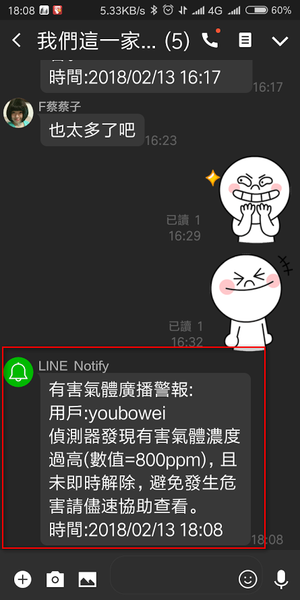 18:08
5.33KB/s
4G
60%
我們這一家... (5)
時間:2018/02/13 16:17
16:17
F蔡蔡子
也太多了吧
16:23
已讀 1
16:29
已讀 1
16:32
LINE Notify
有害氣體廣播警報:
用戶:youbowei
偵測器發現有害氣體濃度
過高(數值=800ppm), 且
未即時解除, 避免發生危
害請儘速協助查看。
時間:2018/02/13 18:08
18:08